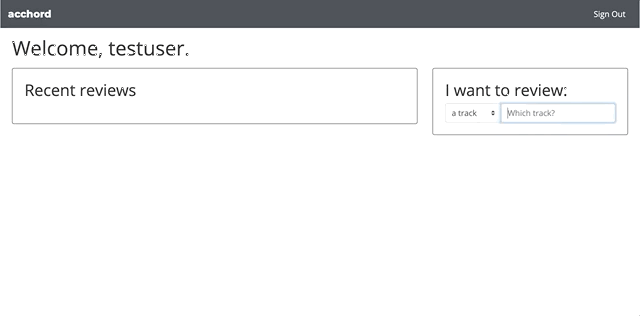 acchord
Sign Out
Welcome, testuser.
Recent reviews
I want to review:
a track
Which track?